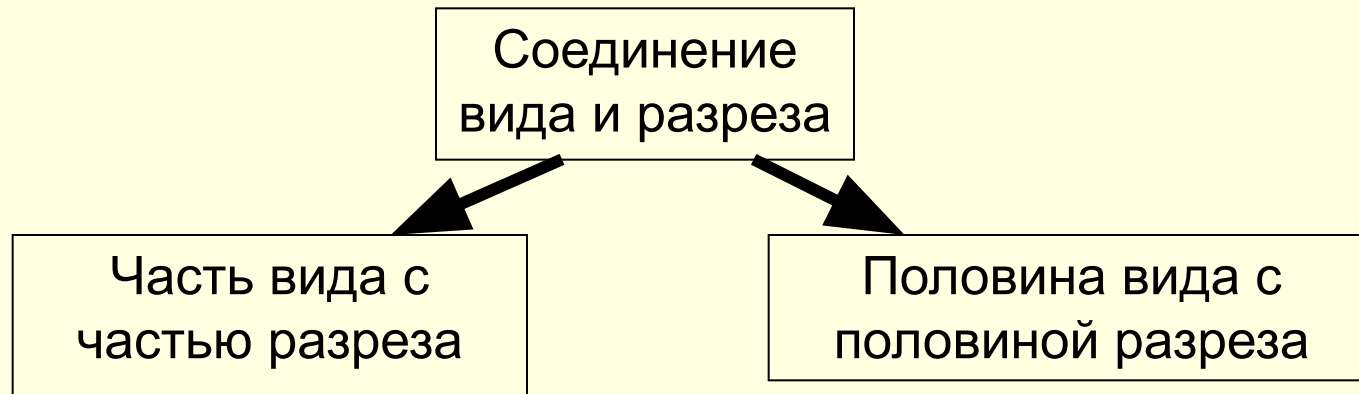 Соединение
вида и разреза
Часть вида с
частью разреза
Половина вида с
половиной разреза